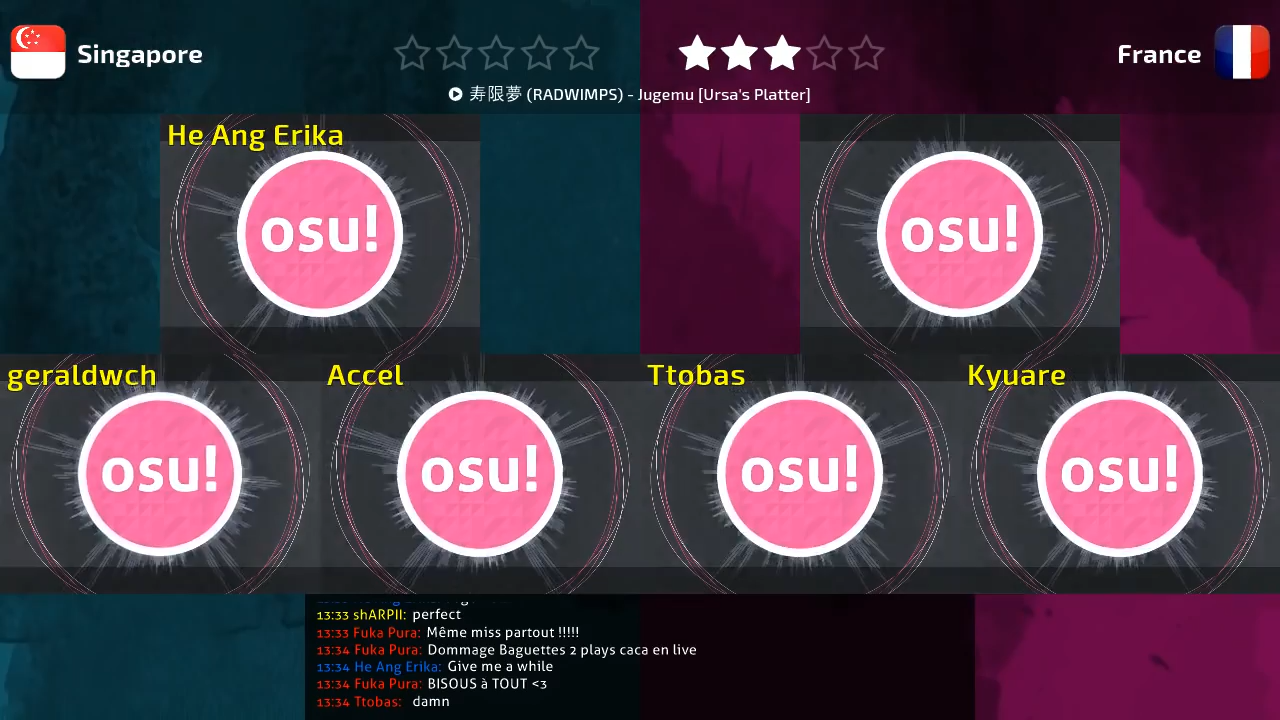 Singapore
France
寿限夢 (RADWIMPS) - Jugemu [Ursa's Platter]
He Ang Erika
osu!
osu!
geraldwch
Accel
Ttobas
Kyuare
osu!
osu!
osu!
osu!
13:33 shARPII: perfect
13:33 Fuka Pura: Même miss partout !!!!!
13:34 Fuka Pura: Dommage Baguettes 2 plays caca en live
13:34 He Ang Erika: Give me a while
13:34 Fuka Pura: BISOUS à TOUT <3
13:34 Ttobas: damn